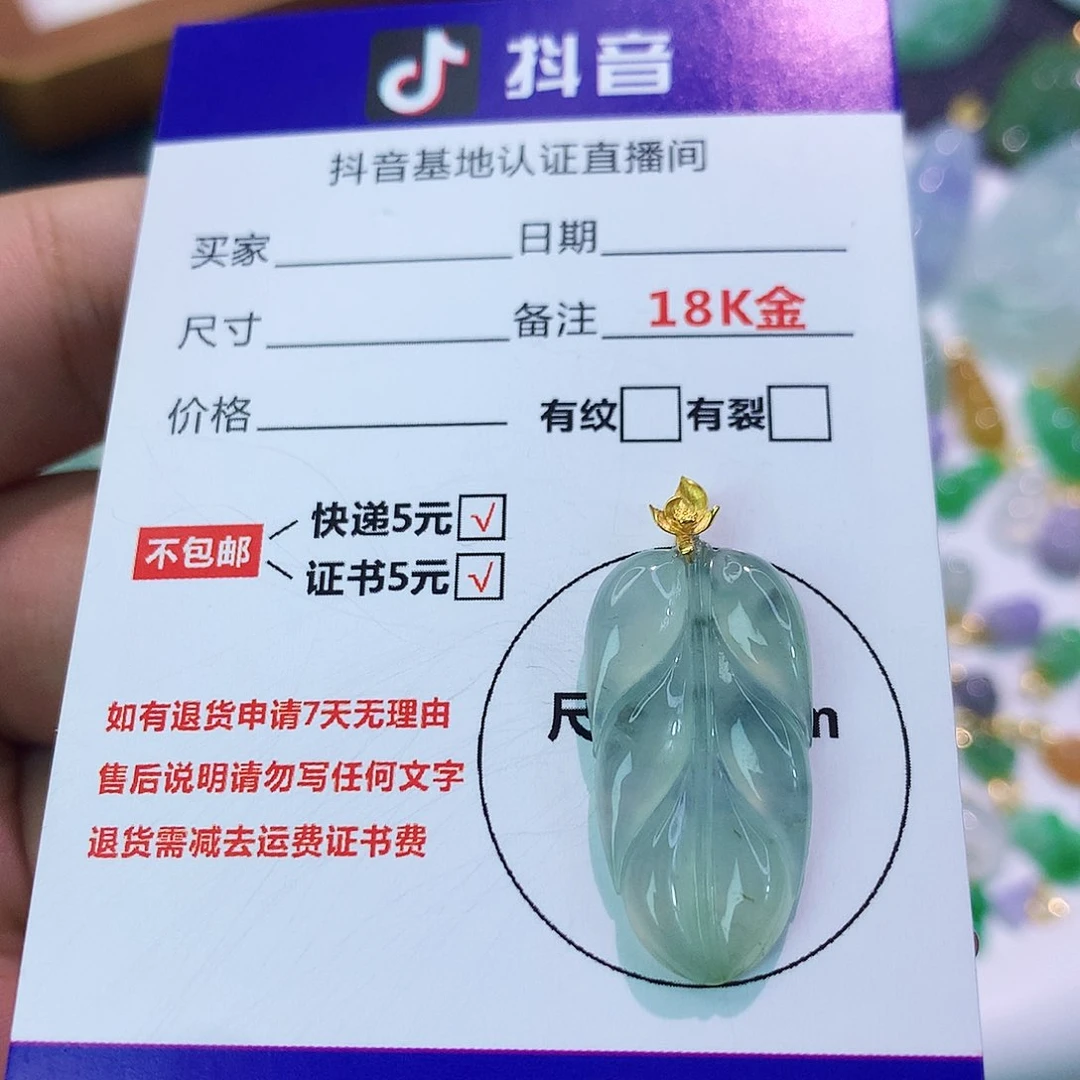 抖音
抖音基地认证直播间
买家 日期
尺寸 备注 18K金
价格 有纹 有裂
不包邮
快递5元 √
证书5元 √
如有退货申请7天无理由
售后说明请勿写任何文字
退货需减去运费证书费
尺